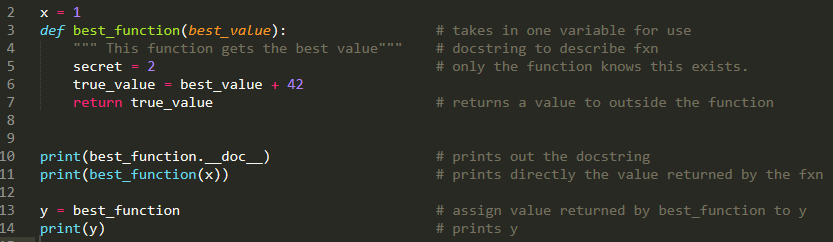 2 x = 1
3 def best_function(best_value): # takes in one variable for use
4 """ This function gets the best value""" # docstring to describe fxn
5 secret = 2 # only the function knows this exists.
6 true_value = best_value + 42
7 return true_value # returns a value to outside the function
8
9
10 print(best_function.__doc__) # prints out the docstring
11 print(best_function(x)) # prints directly the value returned by the fxn
12
13 y = best_function # assign value returned by best_function to y
14 print(y) # prints y